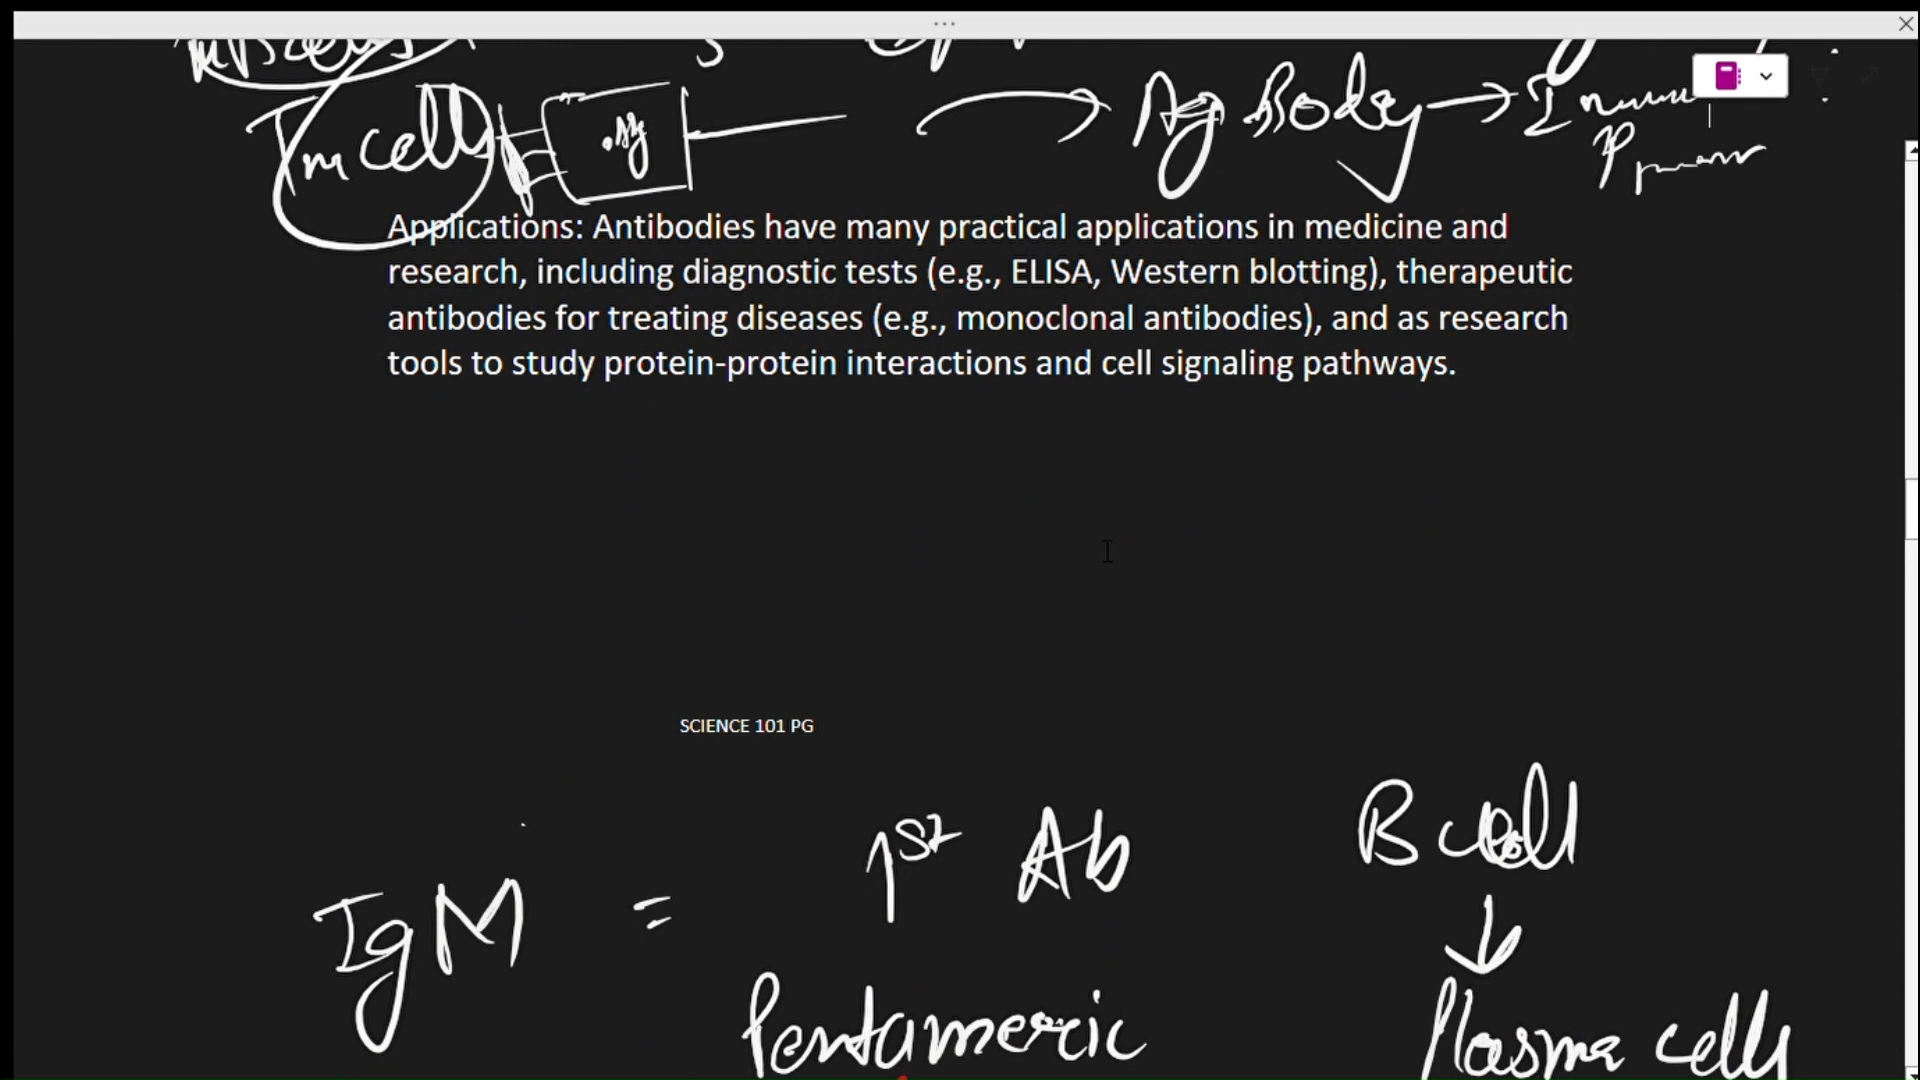 Tm cell Ag Ag Body
Applications: Antibodies have many practical applications in medicine and
research, including diagnostic tests (e.g., ELISA, Western blotting), therapeutic
antibodies for treating diseases (e.g., monoclonal antibodies), and as research
tools to study protein-protein interactions and cell signaling pathways.
SCIENCE 101 PG
B cell
IgM = 1st Ab
Pentameric Plasma cells